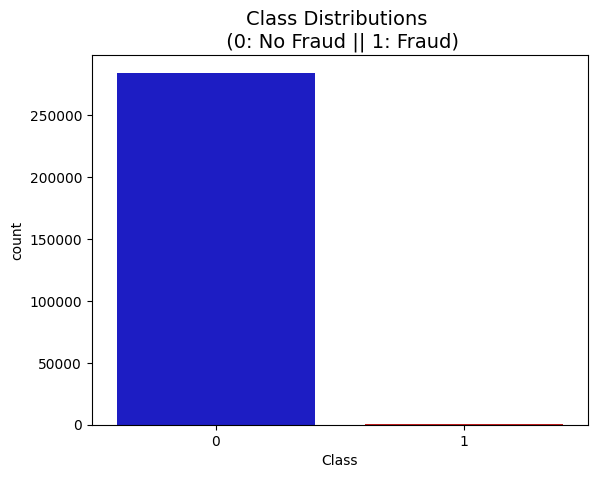 Class Distributions
(0: No Fraud || 1: Fraud)
count
250000
200000
150000
100000
50000
0
0 1
Class